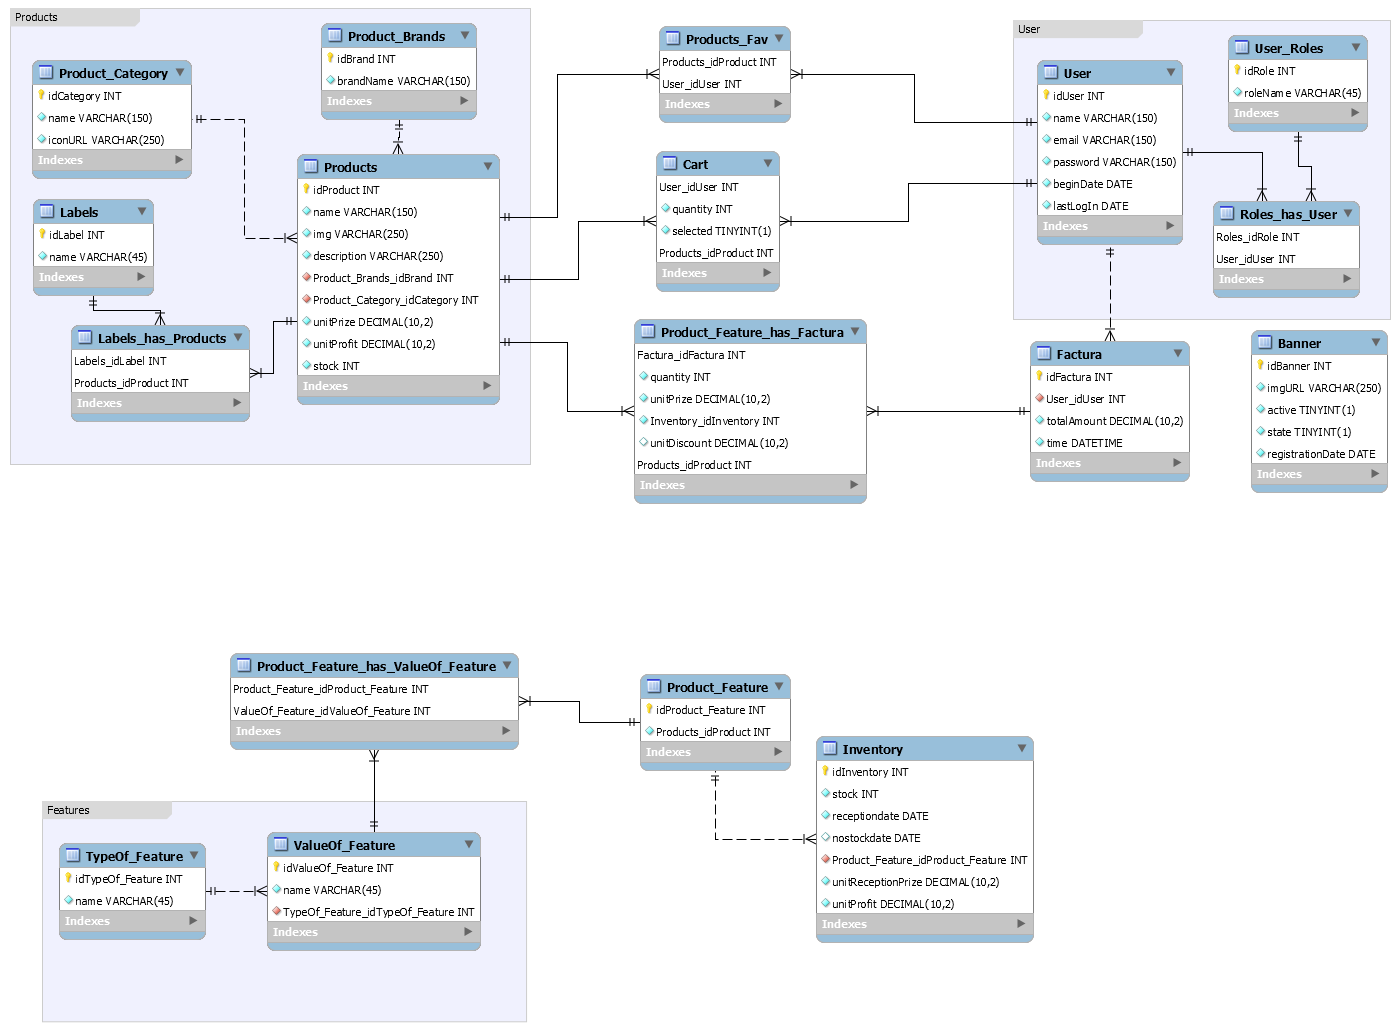 Products
Product_Category
idCategory INT
name VARCHAR(150)
iconURL VARCHAR(250)
Indexes
Product_Brands
idBrand INT
brandName VARCHAR(150)
Indexes
Labels
idLabel INT
name VARCHAR(45)
Indexes
Products
idProduct INT
name VARCHAR(150)
img VARCHAR(250)
description VARCHAR(250)
Product_Brands_idBrand INT
Product_Category_idCategory INT
unitPrize DECIMAL(10,2)
unitProfit DECIMAL(10,2)
stock INT
Indexes
Labels_has_Products
Labels_idLabel INT
Products_idProduct INT
Indexes
Products_Fav
Products_idProduct INT
User_idUser INT
Indexes
Cart
User_idUser INT
quantity INT
selected TINYINT(1)
Products_idProduct INT
Indexes
Product_Feature_has_Factura
Factura_idFactura INT
quantity INT
unitPrize DECIMAL(10,2)
Inventory_idInventory INT
unitDiscount DECIMAL(10,2)
Products_idProduct INT
Indexes
User
User
idUser INT
name VARCHAR(150)
email VARCHAR(150)
password VARCHAR(150)
beginDate DATE
lastLogIn DATE
Indexes
User_Roles
idRole INT
roleName VARCHAR(45)
Indexes
Roles_has_User
Roles_idRole INT
User_idUser INT
Indexes
Factura
idFactura INT
User_idUser INT
totalAmount DECIMAL(10,2)
time DATETIME
Indexes
Banner
idBanner INT
imgURL VARCHAR(250)
active TINYINT(1)
state TINYINT(1)
registrationDate DATE
Indexes
Product_Feature_has_ValueOf_Feature
Product_Feature_idProduct_Feature INT
ValueOf_Feature_idValueOf_Feature INT
Indexes
Product_Feature
idProduct_Feature INT
Products_idProduct INT
Indexes
Inventory
idInventory INT
stock INT
receptiondate DATE
nostockdate DATE
Product_Feature_idProduct_Feature INT
unitReceptionPrize DECIMAL(10,2)
unitProfit DECIMAL(10,2)
Indexes
Features
TypeOf_Feature
idTypeOf_Feature INT
name VARCHAR(45)
Indexes
ValueOf_Feature
idValueOf_Feature INT
name VARCHAR(45)
TypeOf_Feature_idTypeOf_Feature INT
Indexes